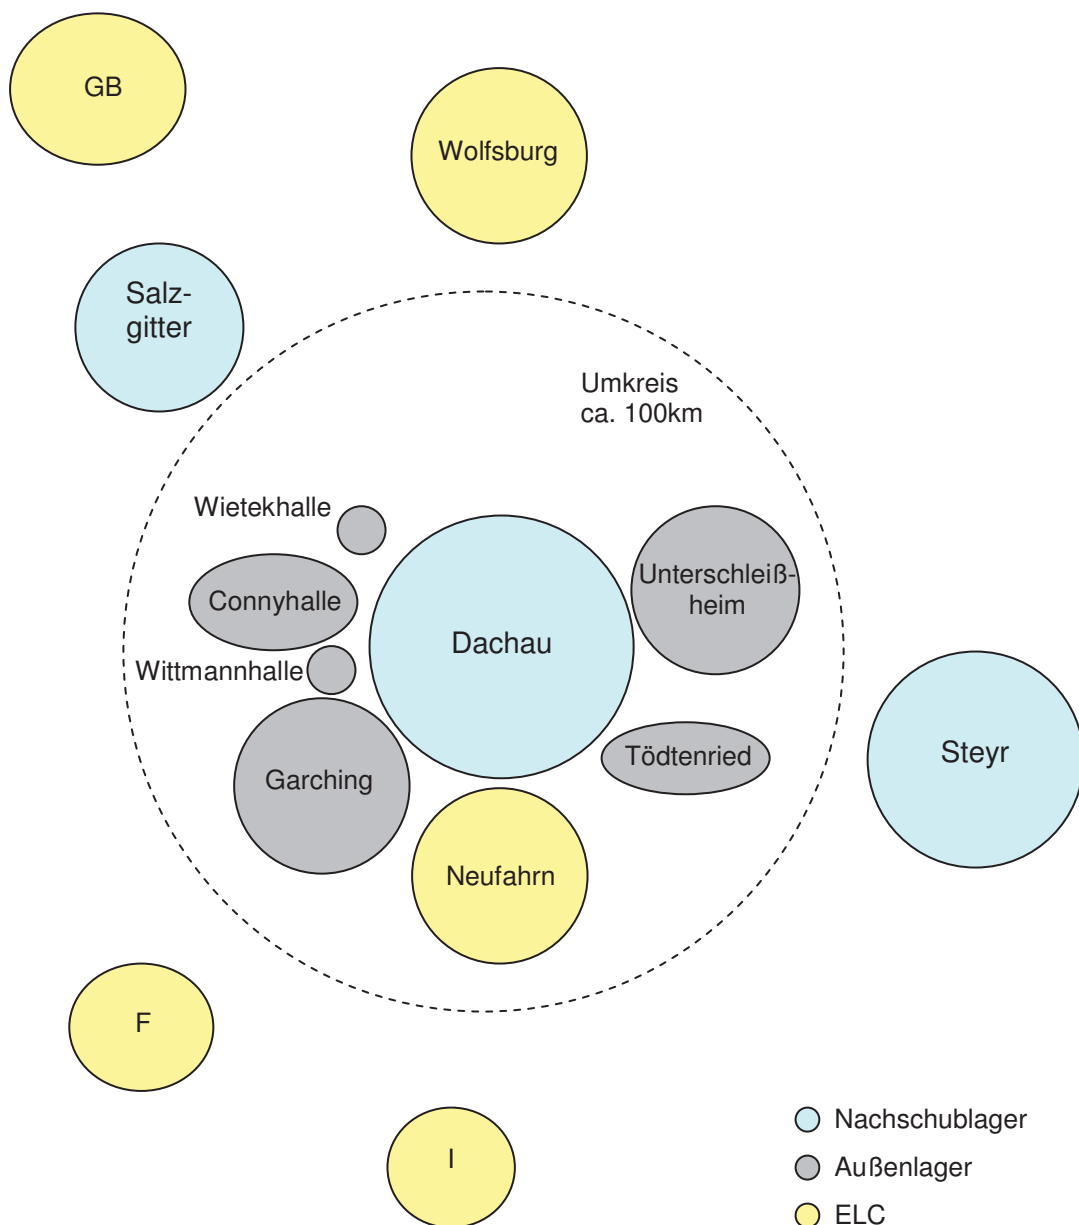 GB
Wolfsburg
Salz-
gitter
Umkreis
ca. 100km
Wietekhalle
Connyhalle
Wittmannhalle
Garching
Dachau
Unterschleiß-
heim
Tödtenried
Neufahrn
Steyr
F
I
Nachschublager
Außenlager
ELC